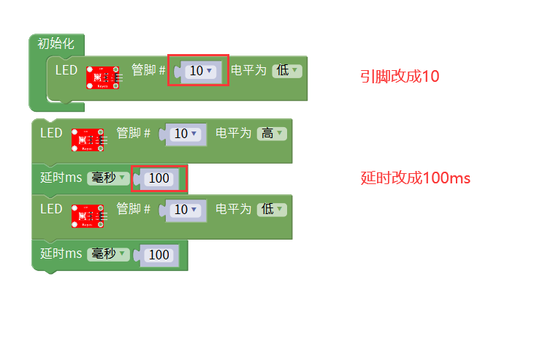 初始化
LED 管脚 # 10 电平为 低
引脚改成10
LED 管脚 # 10 电平为 高
延时ms 毫秒 100
延时改成100ms
LED 管脚 # 10 电平为 低
延时ms 毫秒 100